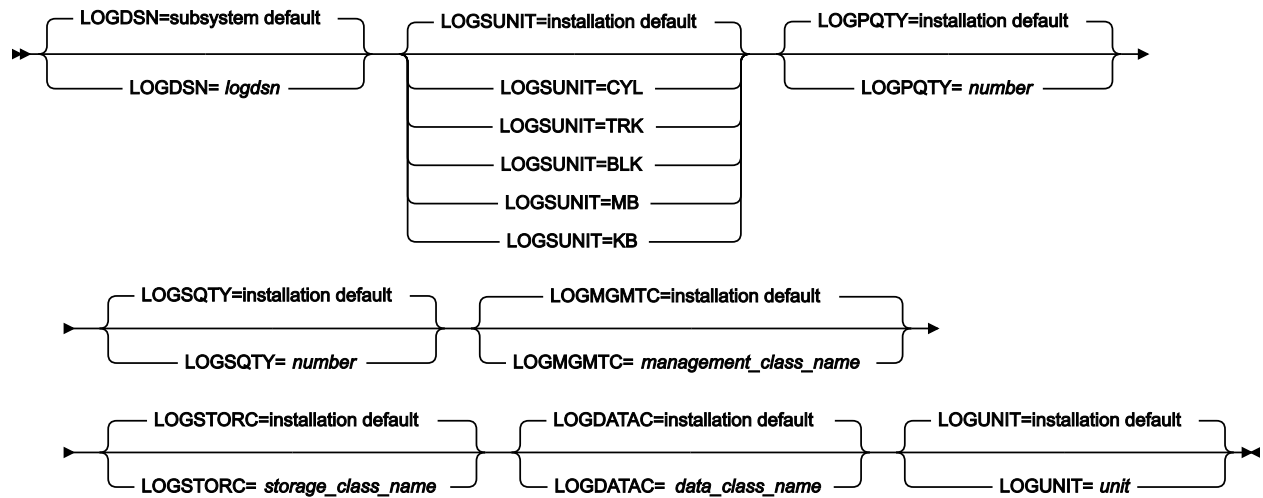 LOGDSN=subsystem default
LOGDSN= logdsn
LOGSUNIT=installation default
LOGSUNIT=CYL
LOGSUNIT=TRK
LOGSUNIT=BLK
LOGSUNIT=MB
LOGSUNIT=KB
LOGPQTY=installation default
LOGPQTY= number
LOGSQTY=installation default
LOGSQTY= number
LOGMGMTC=installation default
LOGMGMTC= management_class_name
LOGSTORC=installation default
LOGSTORC= storage_class_name
LOGDATAC=installation default
LOGDATAC= data_class_name
LOGUNIT=installation default
LOGUNIT= unit